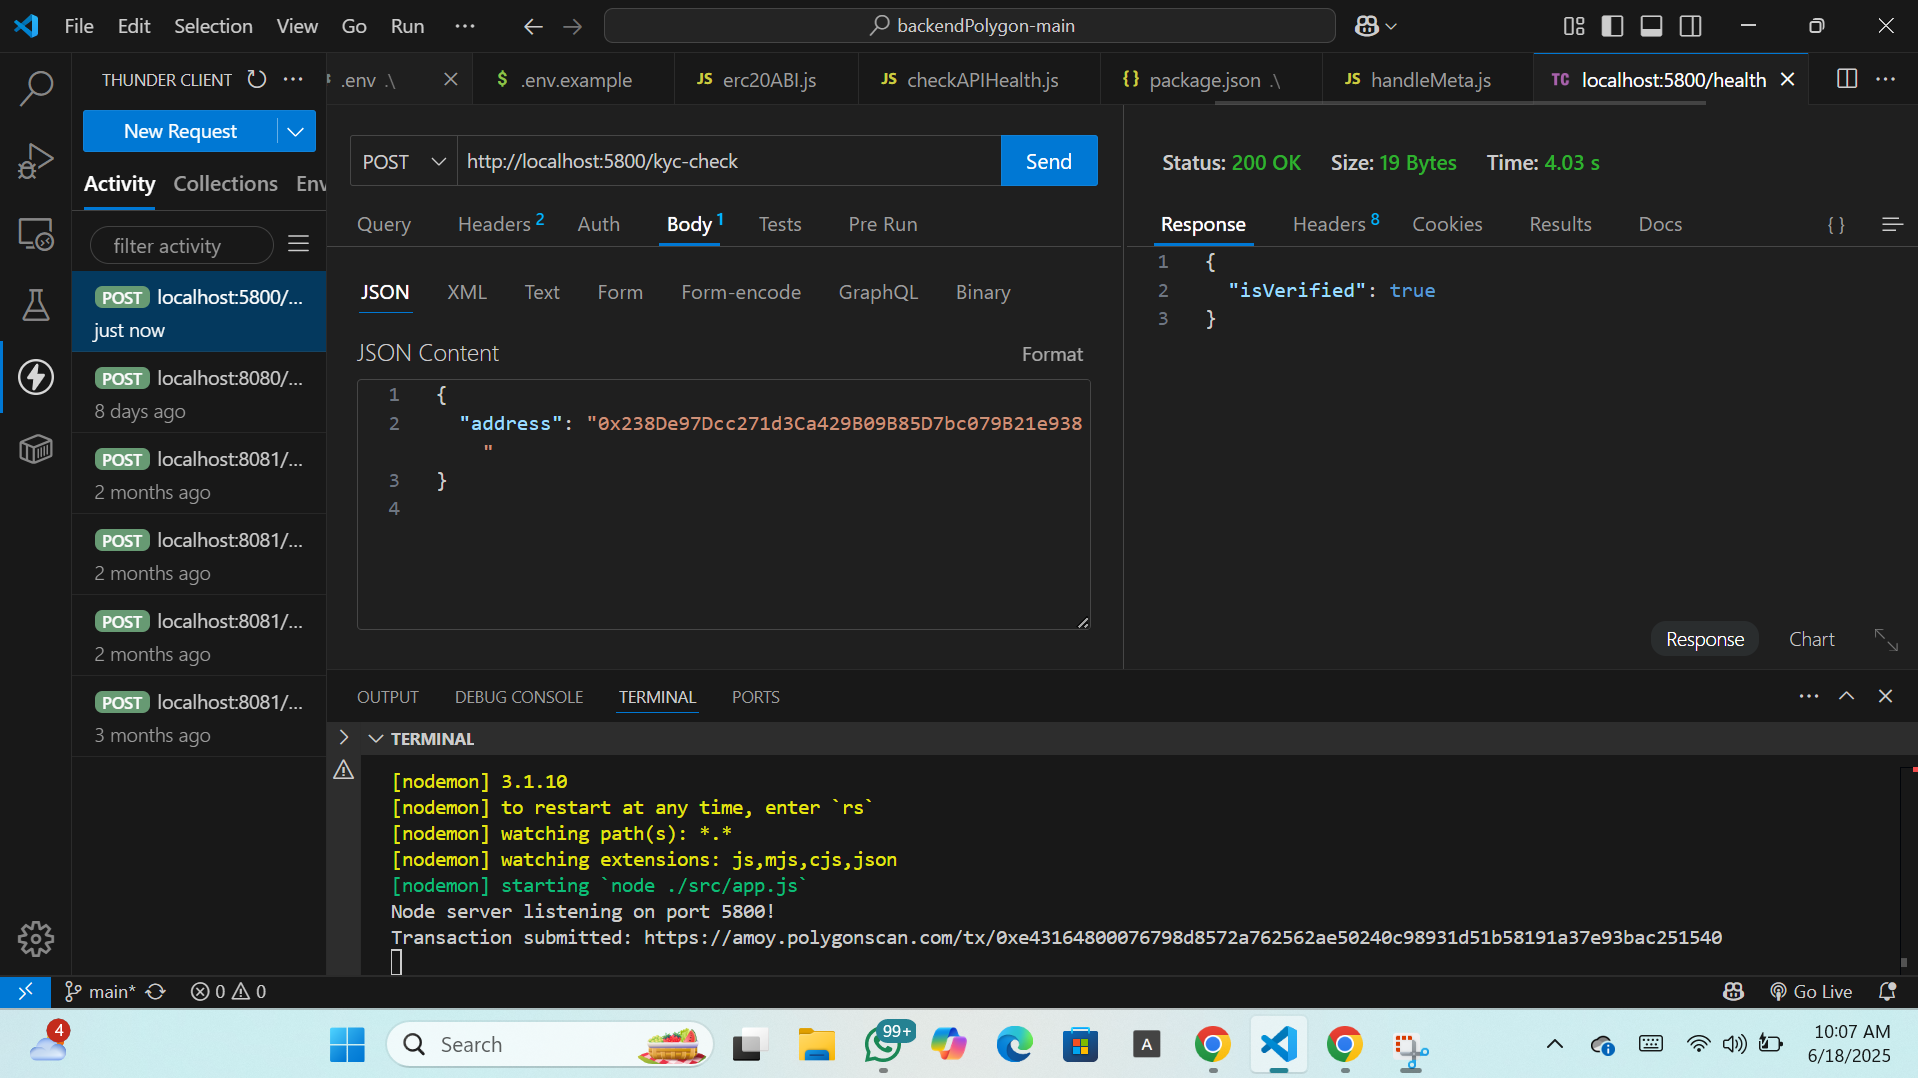 File Edit Selection View Go Run ··· backendPolygon-main
THUNDER CLIENT
.env .\ $ .env.example JS erc20ABI.js JS checkAPIHealth.js {} package.json .\ JS handleMeta.js TC localhost:5800/health
New Request
Activity Collections Env
filter activity
POST localhost:5800/...
just now
POST localhost:8080/...
8 days ago
POST localhost:8081/...
2 months ago
POST localhost:8081/...
2 months ago
POST localhost:8081/...
2 months ago
POST localhost:8081/...
3 months ago
POST http://localhost:5800/kyc-check Send
Query Headers 2 Auth Body 1 Tests Pre Run
JSON XML Text Form Form-encode GraphQL Binary
JSON Content Format
1 {
2 "address": "0x238De97Dcc271d3Ca429B09B85D7bc079B21e938
"
3 }
4
Status: 200 OK Size: 19 Bytes Time: 4.03 s
Response Headers 8 Cookies Results Docs { }
1 {
2 "isVerified": true
3 }
Response Chart
OUTPUT DEBUG CONSOLE TERMINAL PORTS
TERMINAL
[nodemon] 3.1.10
[nodemon] to restart at any time, enter `rs`
[nodemon] watching path(s): *.*
[nodemon] watching extensions: js,mjs,cjs,json
[nodemon] starting `node ./src/app.js`
Node server listening on port 5800!
Transaction submitted: https://amoy.polygonscan.com/tx/0xe43164800076798d8572a762562ae50240c98931d51b58191a37e93bac251540
main* 0 0 Go Live
4 Search 99+ A 10:07 AM
6/18/2025